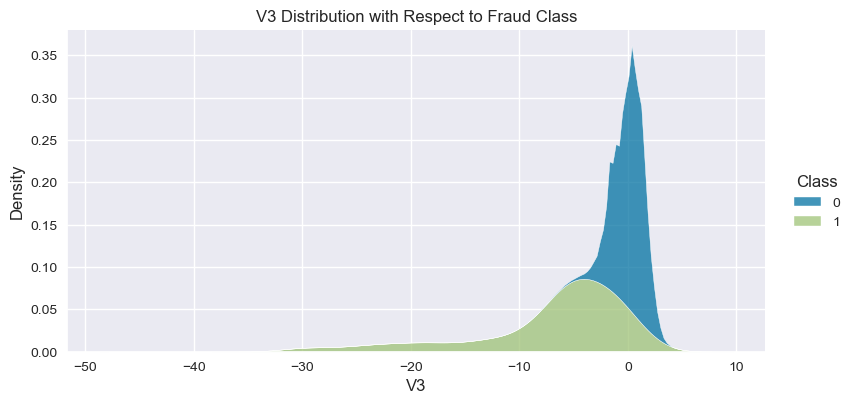 V3 Distribution with Respect to Fraud Class
0.35
0.30
0.25
0.20
0.15
0.10
0.05
0.00
Density
−50 −40 −30 −20 −10 0 10
V3
Class
0
1